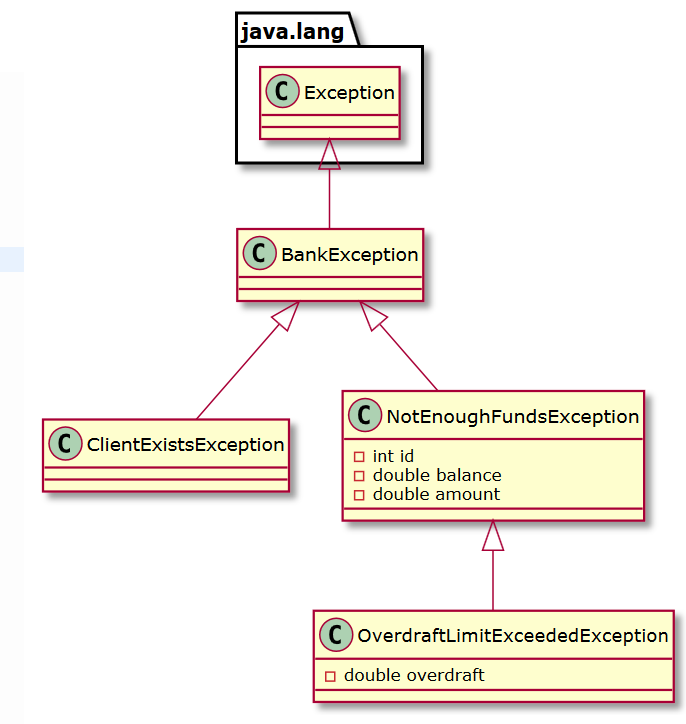 java.lang
C Exception
C BankException
C ClientExistsException
C NotEnoughFundsException
int id
double balance
double amount
C OverdraftLimitExceededException
double overdraft